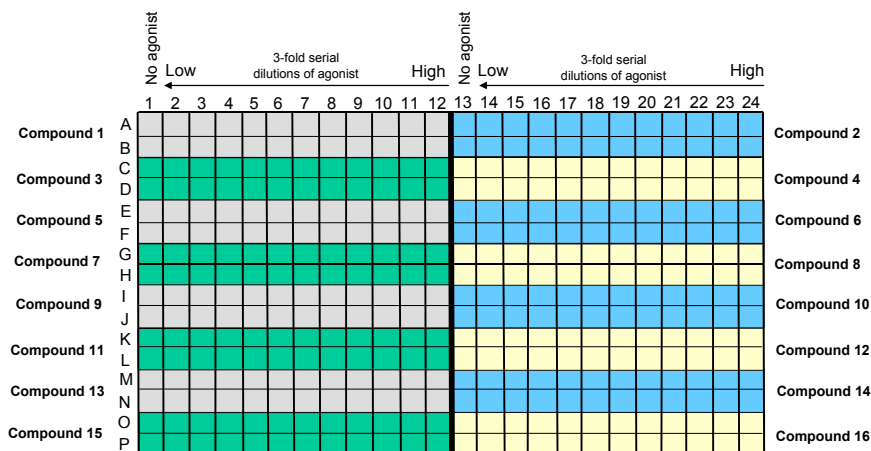 No agonist
3-fold serial
dilutions of agonist
Low
High
No agonist
3-fold serial
dilutions of agonist
Low
High
1 2 3 4 5 6 7 8 9 10 11 12 13 14 15 16 17 18 19 20 21 22 23 24
Compound 1
A
B
Compound 2
Compound 3
C
D
Compound 4
Compound 5
E
F
Compound 6
Compound 7
G
H
Compound 8
Compound 9
I
J
Compound 10
Compound 11
K
L
Compound 12
Compound 13
M
N
Compound 14
Compound 15
O
P
Compound 16